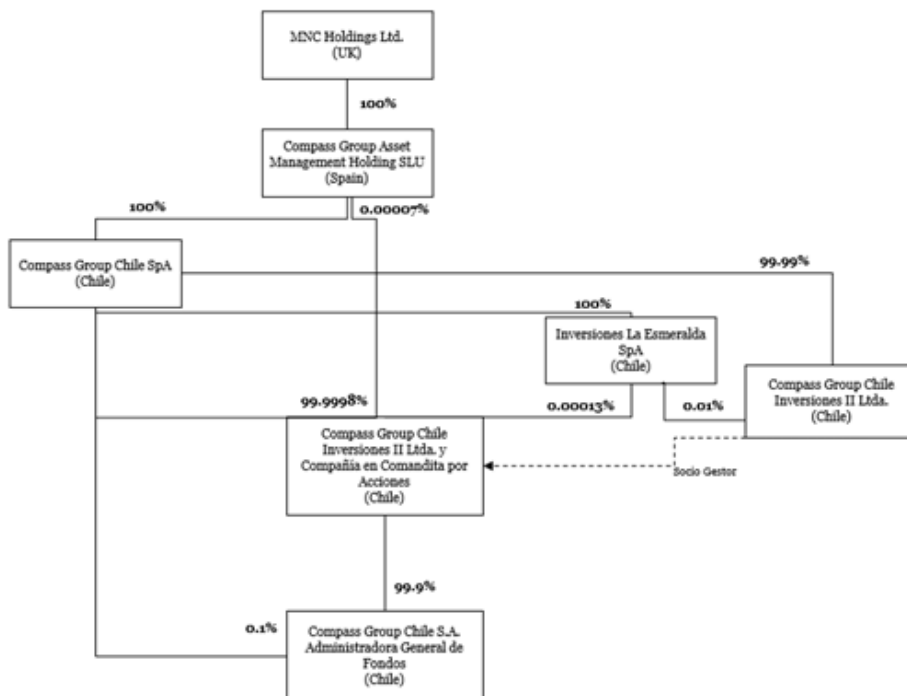 MNC Holdings Ltd.
(UK)
100%
Compass Group Asset
Management Holding SLU
(Spain)
100%
0.00007%
Compass Group Chile SpA
(Chile)
99.99%
100%
Inversiones La Esmeralda
SpA
(Chile)
Compass Group Chile
Inversiones II Ltda.
(Chile)
99.9998%
0.00013%
0.01%
Compass Group Chile
Inversiones II Ltda. y
Compañía en Comandita por
Acciones
(Chile)
Socio Gestor
99.9%
0.1%
Compass Group Chile S.A.
Administradora General de
Fondos
(Chile)